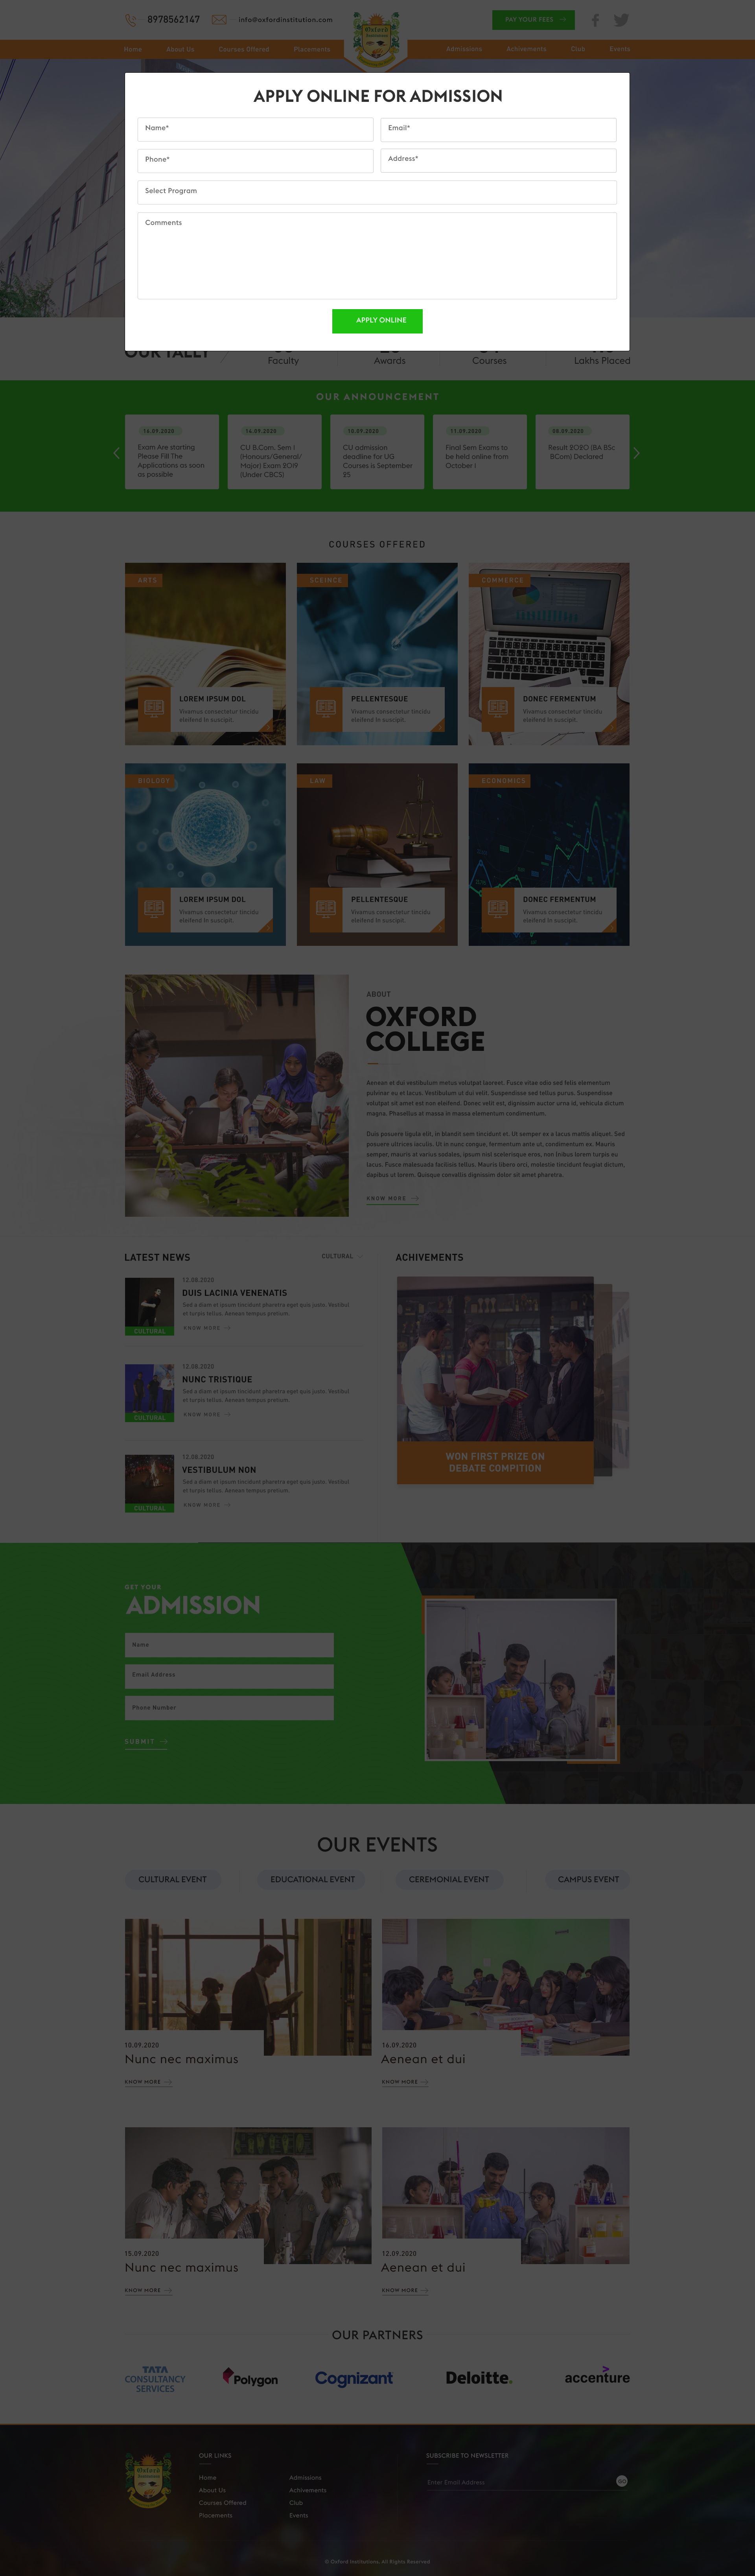 8978562147
info@oxfordinstitution.com
Oxford
PAY YOUR FEES
Home
About Us
Courses Offered
Placements
Admissions
Achivements
Club
Events
APPLY ONLINE FOR ADMISSION
Name*
Email*
Phone*
Address*
Select Program
Comments
APPLY ONLINE
OUR TALLY
Faculty
Awards
Courses
Lakhs Placed
OUR ANNOUNCEMENT
16.09.2020
Exam Are starting
Please Fill The
Applications as soon
as possible
14.09.2020
CU B.Com. Sem I
(Honours/General/
Major) Exam 2019
(Under CBCS)
10.09.2020
CU admission
deadline for UG
Courses is September
25
11.09.2020
Final Sem Exams to
be held online from
October 1
08.09.2020
Result 2020 (BA BSc
BCom) Declared
COURSES OFFERED
ARTS
LOREM IPSUM DOL
Vivamus consectetur tincidu
eleifend In suscipit.
SCEINCE
PELLENTESQUE
Vivamus consectetur tincidu
eleifend In suscipit.
COMMERCE
DONEC FERMENTUM
Vivamus consectetur tincidu
eleifend In suscipit.
BIOLOGY
LOREM IPSUM DOL
Vivamus consectetur tincidu
eleifend In suscipit.
LAW
PELLENTESQUE
Vivamus consectetur tincidu
eleifend In suscipit.
ECONOMICS
DONEC FERMENTUM
Vivamus consectetur tincidu
eleifend In suscipit.
ABOUT
OXFORD
COLLEGE
Aenean et dui vestibulum metus volutpat laoreet. Fusce vitae odio sed felis elementum
pulvinar eu et lacus. Vestibulum ut dui velit. Suspendisse sed tellus purus. Suspendisse
volutpat sit amet est non eleifend. Donec velit est, dignissim auctor urna id, vehicula dictum
magna. Phasellus at massa in massa elementum condimentum.
Duis posuere ligula elit, in blandit sem tincidunt et. Ut semper ex a lacus mattis aliquet. Sed
posuere ultrices iaculis. Ut in nunc congue, fermentum ante ut, condimentum ex. Mauris
semper, mauris at varius sodales, ipsum nisl scelerisque eros, non finibus lorem turpis eu
lacus. Fusce malesuada facilisis tellus. Mauris libero orci, molestie tincidunt feugiat dictum,
dapibus ut lorem. Quisque convallis dignissim dolor sit amet pharetra.
KNOW MORE
LATEST NEWS
CULTURAL
12.08.2020
DUIS LACINIA VENENATIS
Sed a diam et ipsum tincidunt pharetra eget quis justo. Vestibul
et turpis tellus. Aenean tempus pretium.
KNOW MORE
CULTURAL
12.08.2020
NUNC TRISTIQUE
Sed a diam et ipsum tincidunt pharetra eget quis justo. Vestibul
et turpis tellus. Aenean tempus pretium.
KNOW MORE
CULTURAL
12.08.2020
VESTIBULUM NON
Sed a diam et ipsum tincidunt pharetra eget quis justo. Vestibul
et turpis tellus. Aenean tempus pretium.
KNOW MORE
CULTURAL
ACHIVEMENTS
WON FIRST PRIZE ON
DEBATE COMPITION
GET YOUR
ADMISSION
Name
Email Address
Phone Number
SUBMIT
OUR EVENTS
CULTURAL EVENT
EDUCATIONAL EVENT
CEREMONIAL EVENT
CAMPUS EVENT
10.09.2020
Nunc nec maximus
KNOW MORE
16.09.2020
Aenean et dui
KNOW MORE
15.09.2020
Nunc nec maximus
KNOW MORE
12.09.2020
Aenean et dui
KNOW MORE
OUR PARTNERS
TATA
CONSULTANCY
SERVICES
Polygon
Cognizant
Deloitte.
accenture
Oxford
OUR LINKS
Home
About Us
Courses Offered
Placements
Admissions
Achivements
Club
Events
SUBSCRIBE TO NEWSLETTER
Enter Email Address
GO
© Oxford Institutions. All Rights Reserved